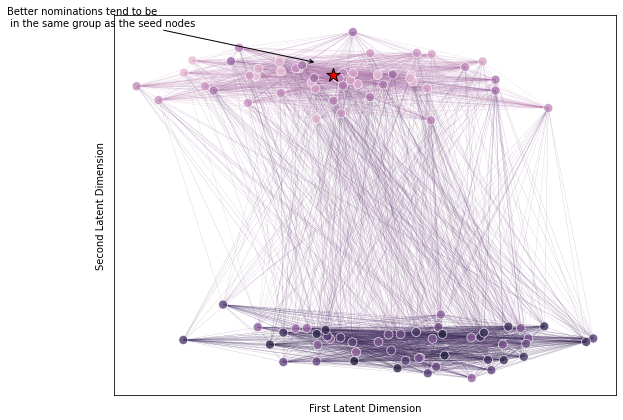 Better nominations tend to be
in the same group as the seed nodes
Second Latent Dimension
First Latent Dimension